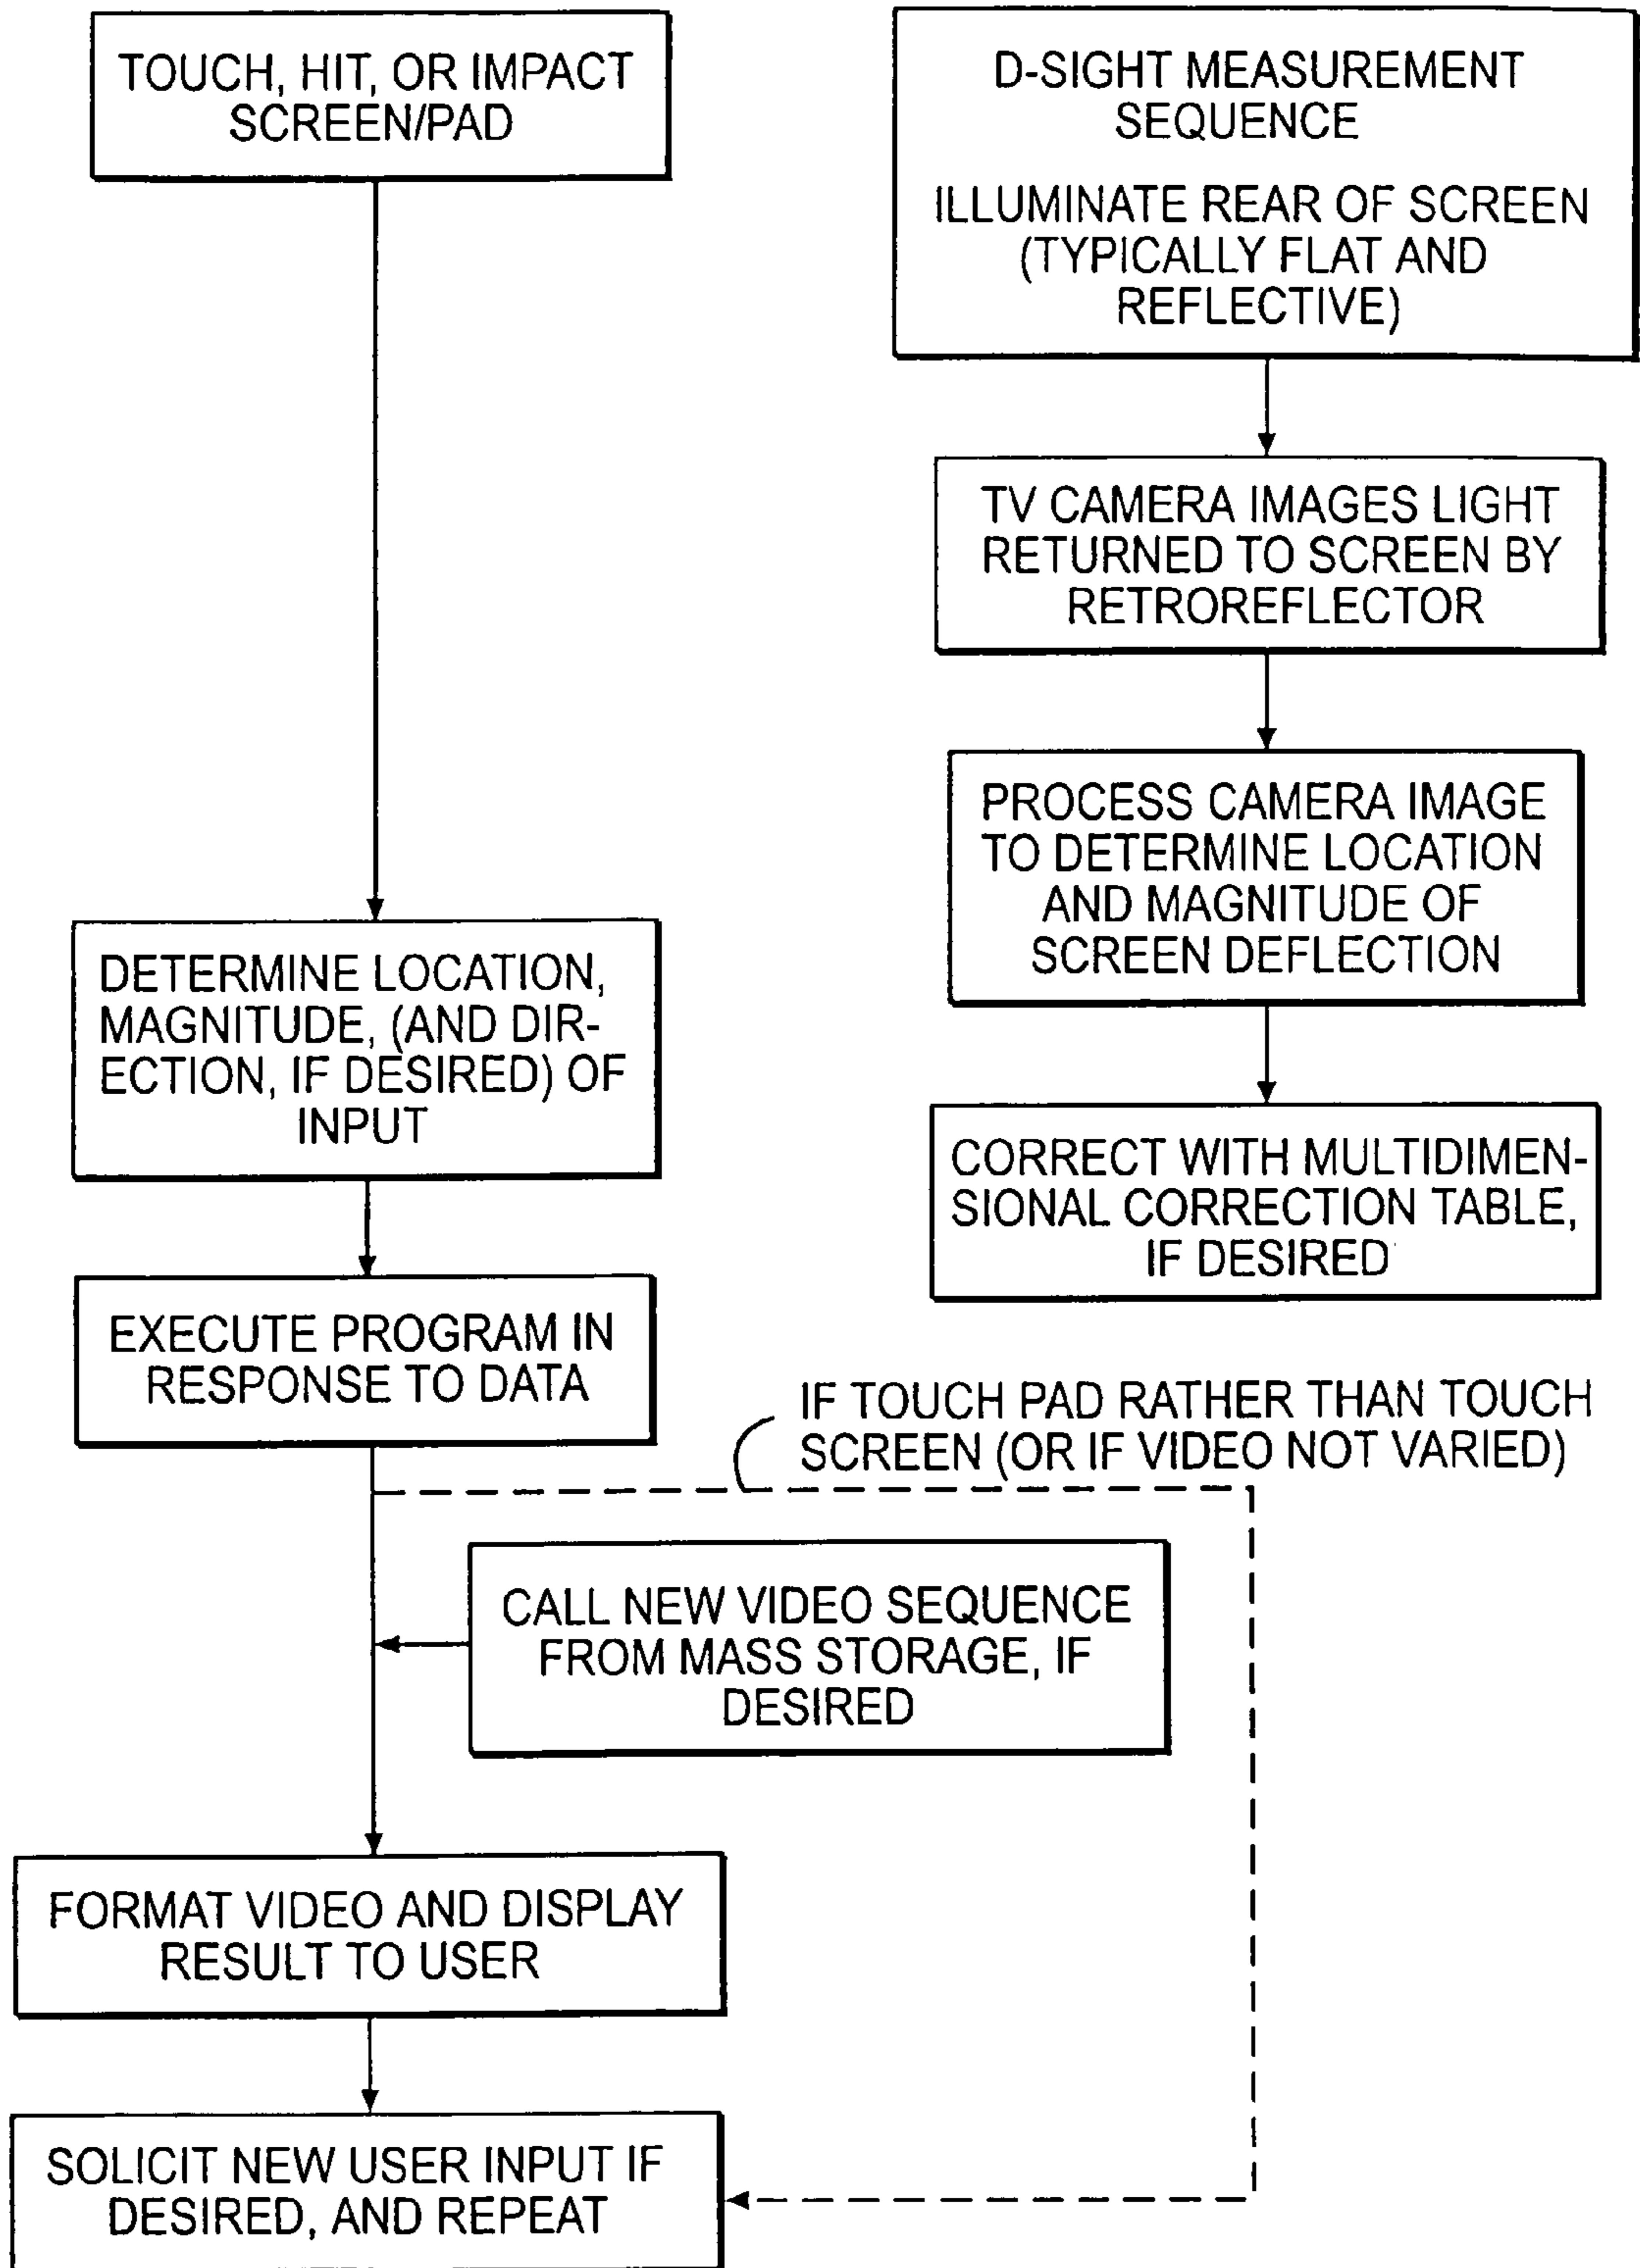 TOUCH, HIT, OR IMPACT
SCREEN/PAD
DETERMINE LOCATION,
MAGNITUDE, (AND DIR-
ECTION, IF DESIRED) OF
INPUT
EXECUTE PROGRAM IN
RESPONSE TO DATA
IF TOUCH PAD RATHER THAN TOUCH
SCREEN (OR IF VIDEO NOT VARIED)
CALL NEW VIDEO SEQUENCE
FROM MASS STORAGE, IF
DESIRED
FORMAT VIDEO AND DISPLAY
RESULT TO USER
SOLICIT NEW USER INPUT IF
DESIRED, AND REPEAT
D-SIGHT MEASUREMENT
SEQUENCE
ILLUMINATE REAR OF SCREEN
(TYPICALLY FLAT AND
REFLECTIVE)
TV CAMERA IMAGES LIGHT
RETURNED TO SCREEN BY
RETROREFLECTOR
PROCESS CAMERA IMAGE
TO DETERMINE LOCATION
AND MAGNITUDE OF
SCREEN DEFLECTION
CORRECT WITH MULTIDIMEN-
SIONAL CORRECTION TABLE,
IF DESIRED